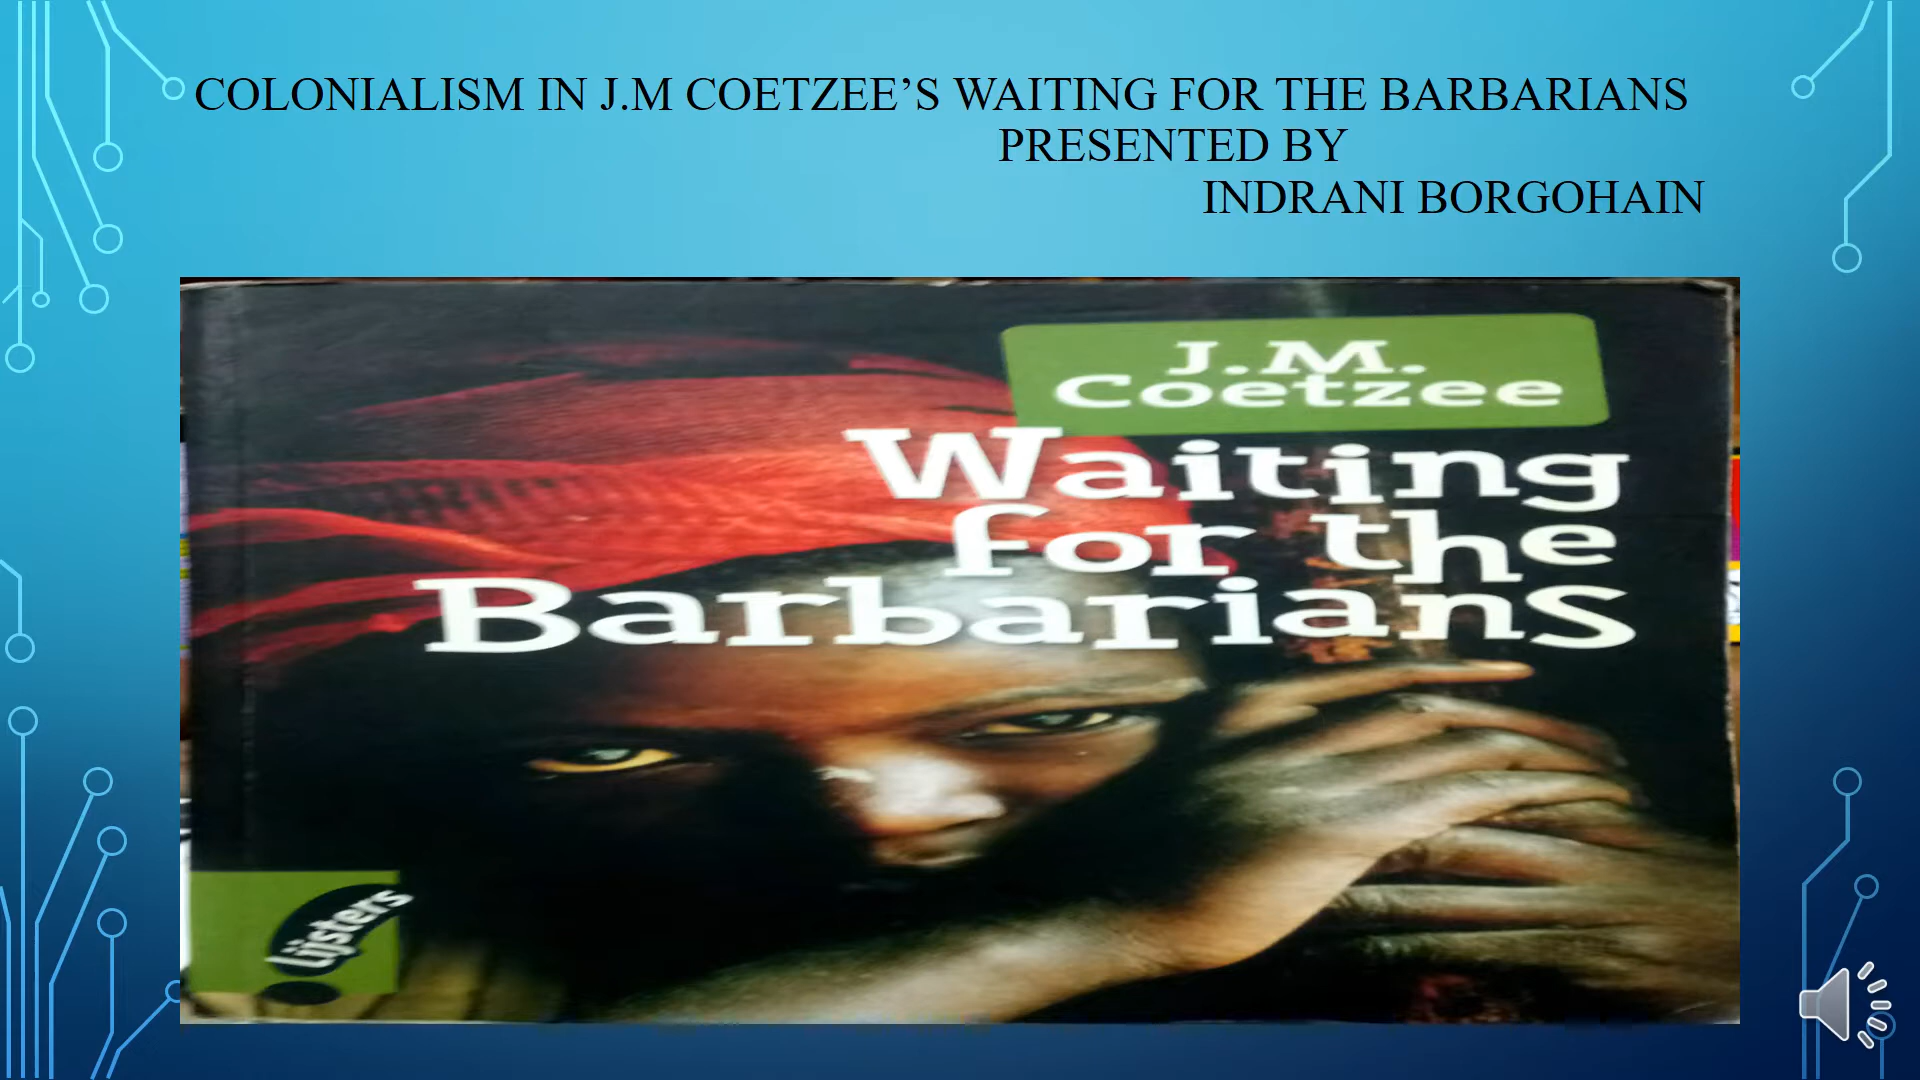 COLONIALISM IN J.M COETZEE’S WAITING FOR THE BARBARIANS
PRESENTED BY
INDRANI BORGOHAIN
J.M.
Coetzee
Waiting
for the
Barbarians
Lijsters